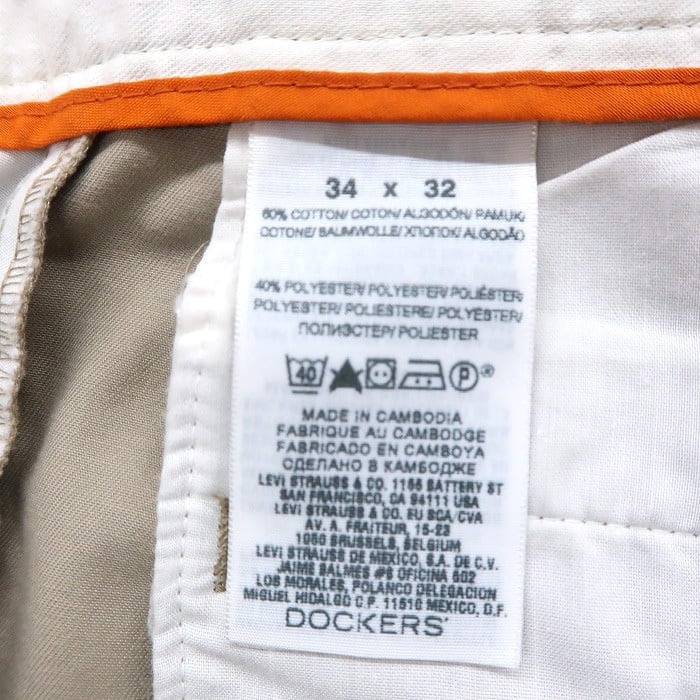 34 x 32
60% COTTON/ COTON/ ALGODÓN/ PAMUK/
COTONE/ BAUMWOLLE/ ХЛОПОК/ ALGODÃO
40% POLYESTER/ POLYESTER/ POLIÉSTER/
POLYESTER/ POLIESTERE/ POLYESTER/
ПОЛИЭСТЕР/ POLIESTER
40 P ®
MADE IN CAMBODIA
FABRIQUE AU CAMBODGE
FABRICADO EN CAMBOYA
СДЕЛАНО В КАМБОДЖЕ
LEVI STRAUSS & CO. 1155 BATTERY ST
SAN FRANCISCO, CA 94111 USA
LEVI STRAUSS & CO. EU SCA/CVA
AV. A. FRAITEUR, 15-23
1050 BRUSSELS, BELGIUM
LEVI STRAUSS DE MEXICO, S.A. DE C.V.
JAIME BALMES #8 OFICINA 602
LOS MORALES, POLANCO DELEGACION
MIGUEL HIDALGO C.P. 11510 MEXICO, D.F.
DOCKERS®